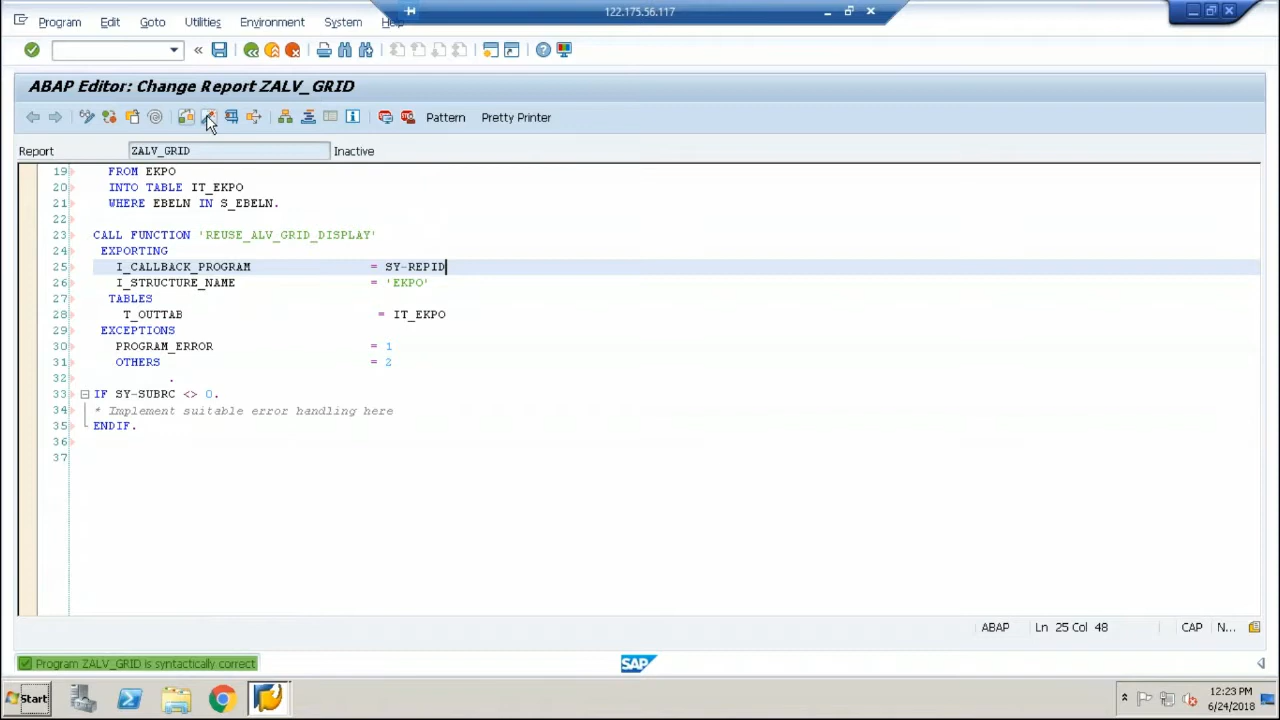 122.175.56.117
Program Edit Goto Utilities Environment System
ABAP Editor: Change Report ZALV_GRID
Pattern Pretty Printer
Report ZALV_GRID Inactive
19 FROM EKPO
20 INTO TABLE IT_EKPO
21 WHERE EBELN IN S_EBELN.
22
23 CALL FUNCTION 'REUSE_ALV_GRID_DISPLAY'
24 EXPORTING
25 I_CALLBACK_PROGRAM = SY-REPID
26 I_STRUCTURE_NAME = 'EKPO'
27 TABLES
28 T_OUTTAB = IT_EKPO
29 EXCEPTIONS
30 PROGRAM_ERROR = 1
31 OTHERS = 2
32 .
33 IF SY-SUBRC <> 0.
34 * Implement suitable error handling here
35 ENDIF.
36
37
ABAP Ln 25 Col 48 CAP N...
Program ZALV_GRID is syntactically correct
SAP
Start
12:23 PM
6/24/2018